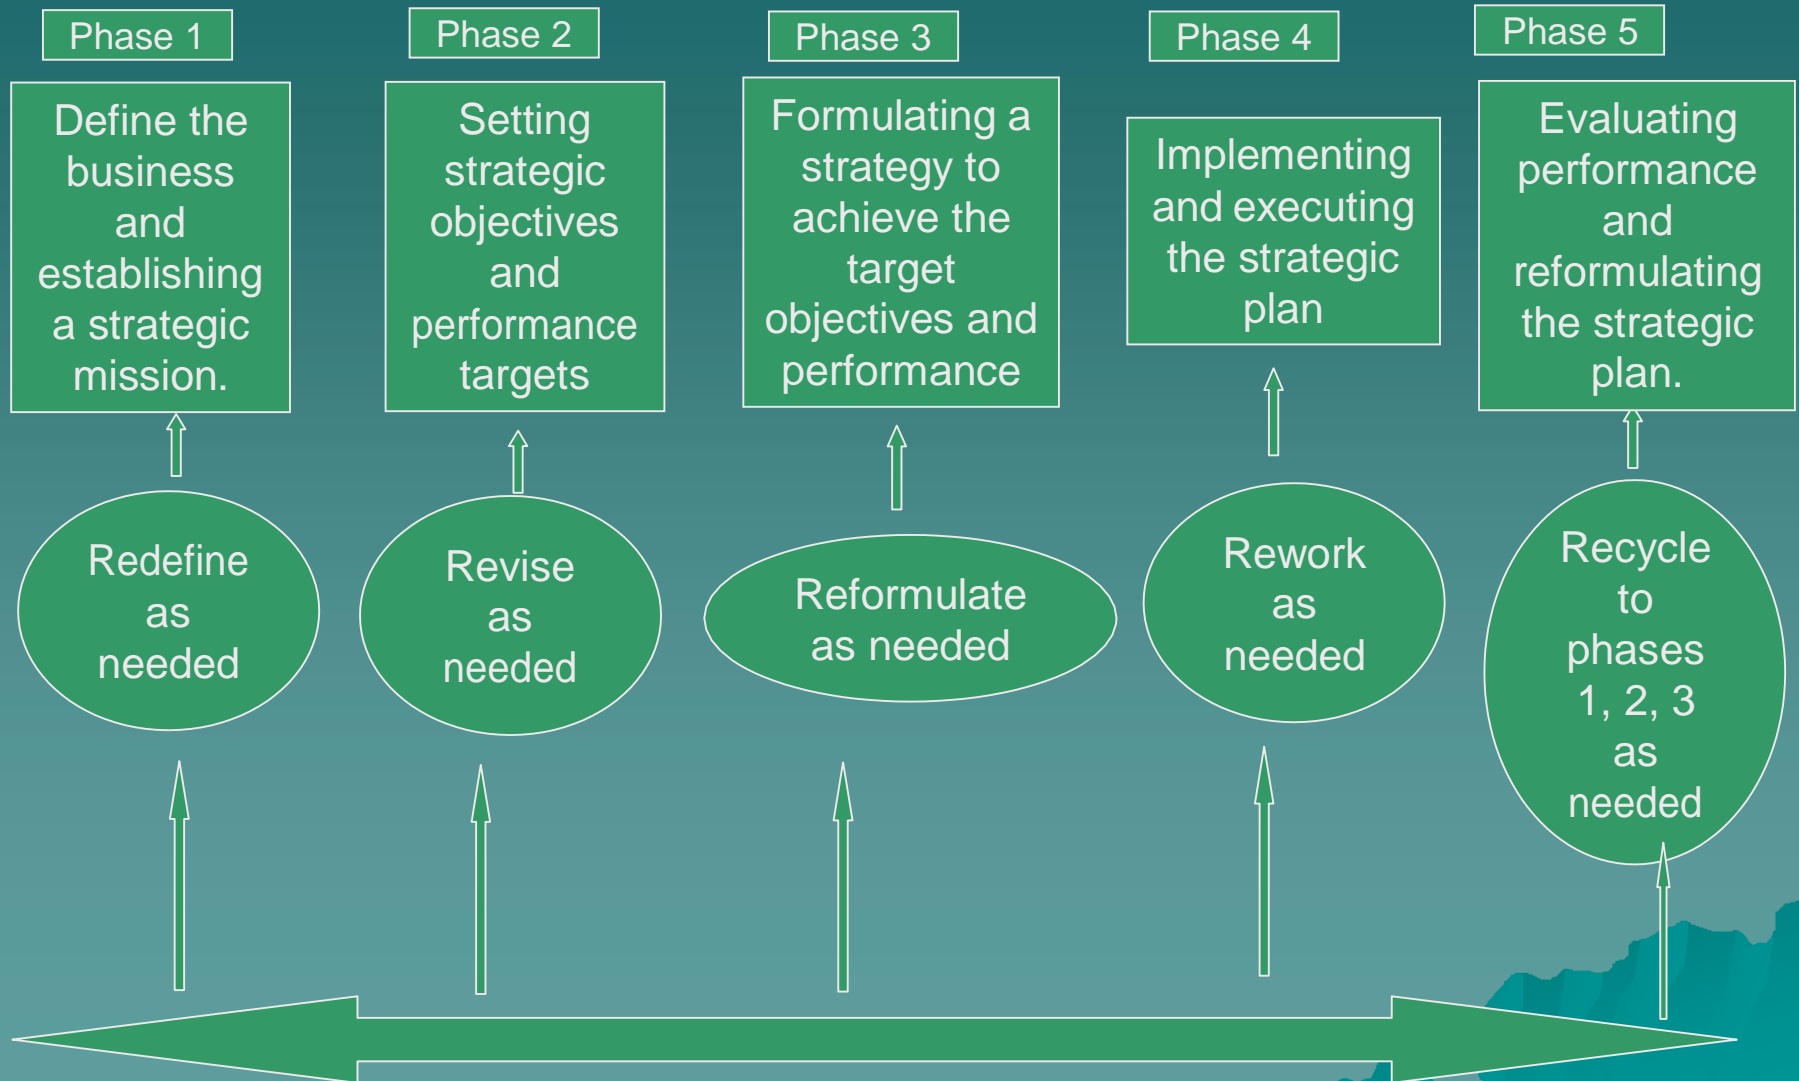 Phase 1
Define the
business
and
establishing
a strategic
mission.
Redefine
as
needed
Phase 2
Setting
strategic
objectives
and
performance
targets
Revise
as
needed
Phase 3
Formulating a
strategy to
achieve the
target
objectives and
performance
Reformulate
as needed
Phase 4
Implementing
and executing
the strategic
plan
Rework
as
needed
Phase 5
Evaluating
performance
and
reformulating
the strategic
plan.
Recycle
to
phases
1, 2, 3
as
needed